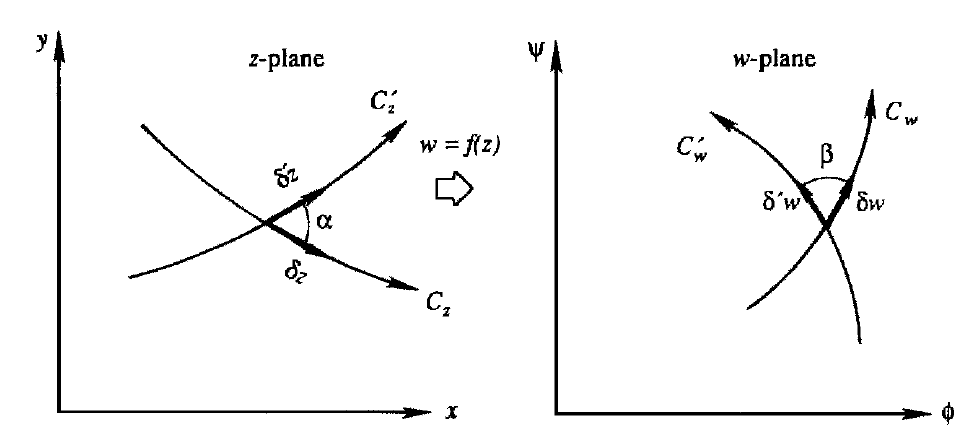 y
z-plane
C′z
δ′z
α
δz
Cz
x
w = f(z)
ψ
w-plane
C′w
Cw
β
δ′w
δw
ϕ